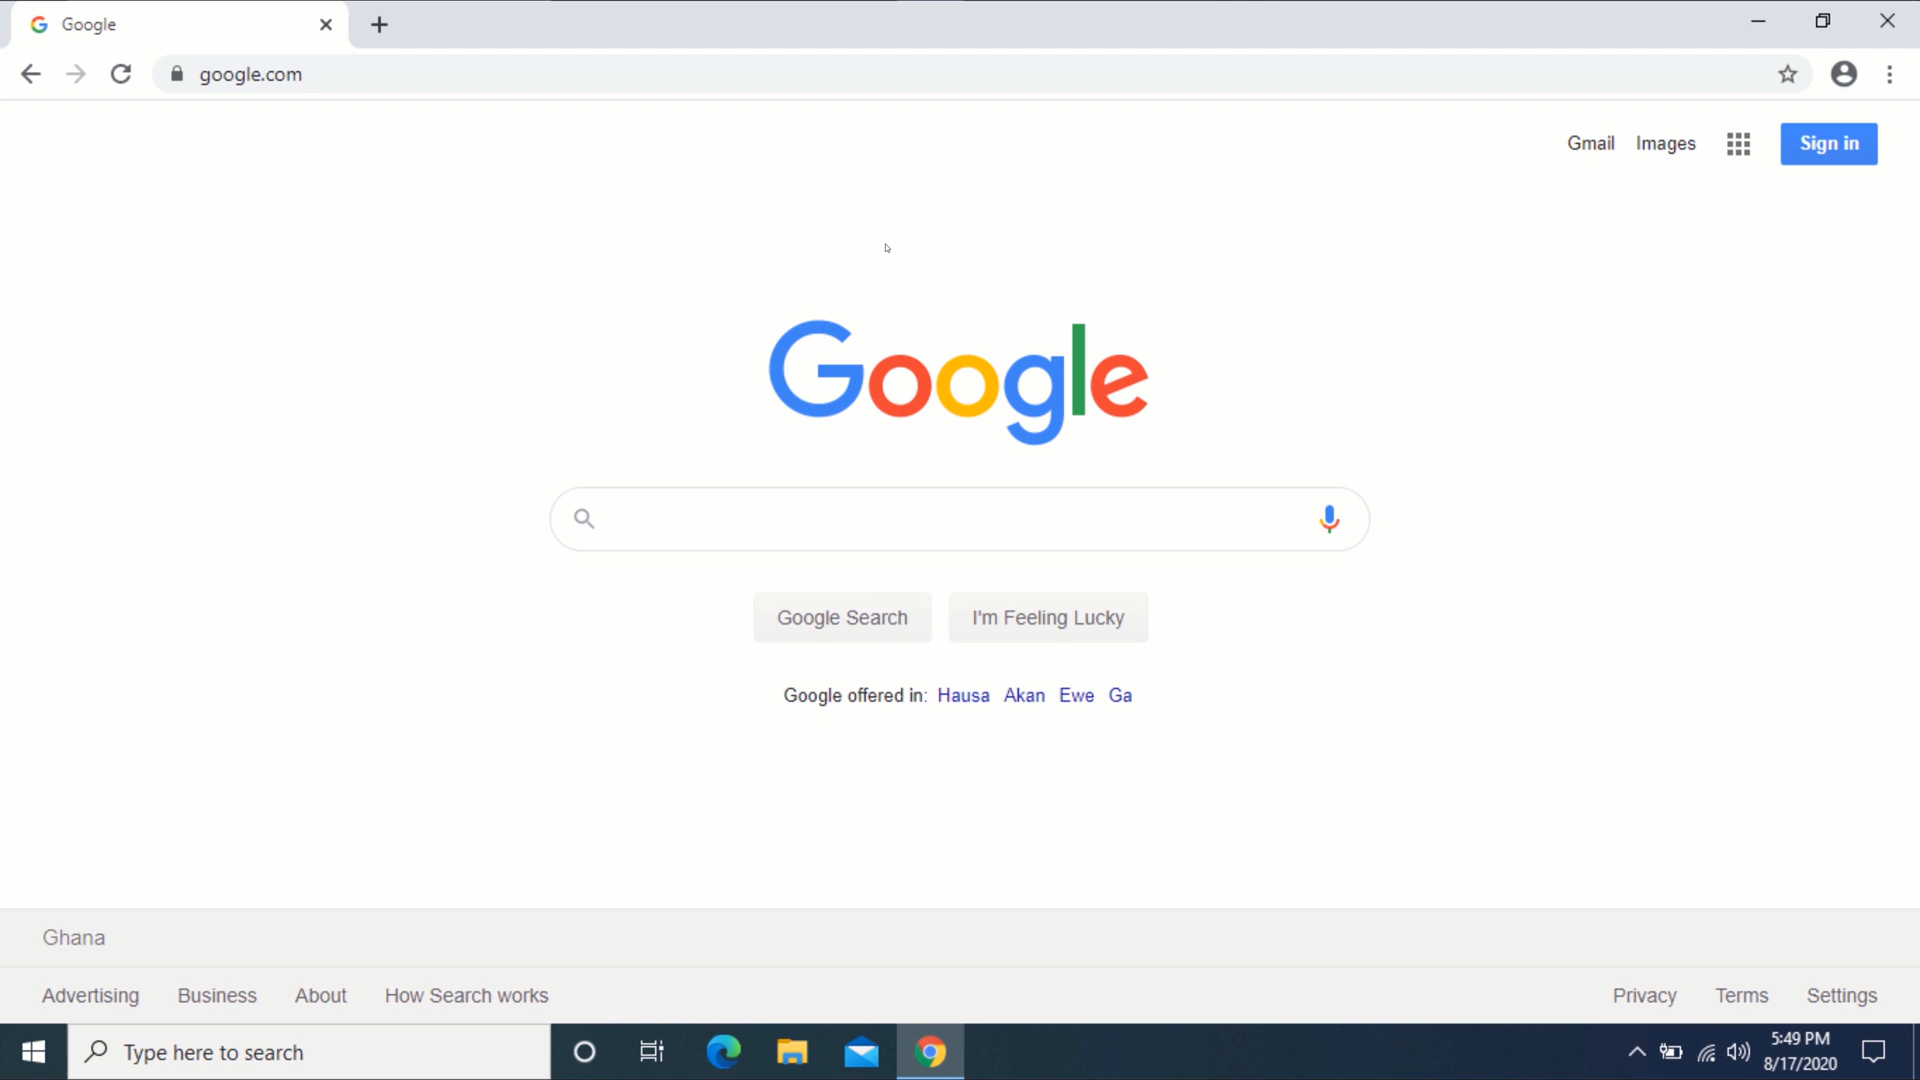 Google
google.com
Gmail Images Sign in
Google
Google Search I'm Feeling Lucky
Google offered in: Hausa Akan Ewe Ga
Ghana
Advertising Business About How Search works Privacy Terms Settings
Type here to search
5:49 PM
8/17/2020